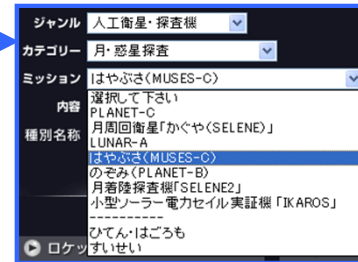 ジャンル 人工衛星・探査機
カテゴリー 月・惑星探査
ミッション はやぶさ(MUSES-C)
内容 選択して下さい
PLANET-C
月周回衛星「かぐや(SELENE)」
種別名称 LUNAR-A
はやぶさ(MUSES-C)
のぞみ(PLANET-B)
月着陸探査機「SELENE2」
小型ソーラー電力セイル実証機「IKAROS」
----------
ひてん・はごろも
ロケッ すいせい